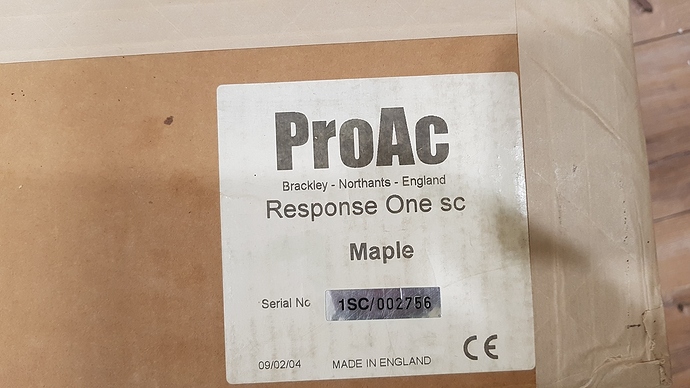 ProAc
Brackley - Northants - England
Response One sc
Maple
Serial No 1SC/002756
09/02/04 MADE IN ENGLAND CE